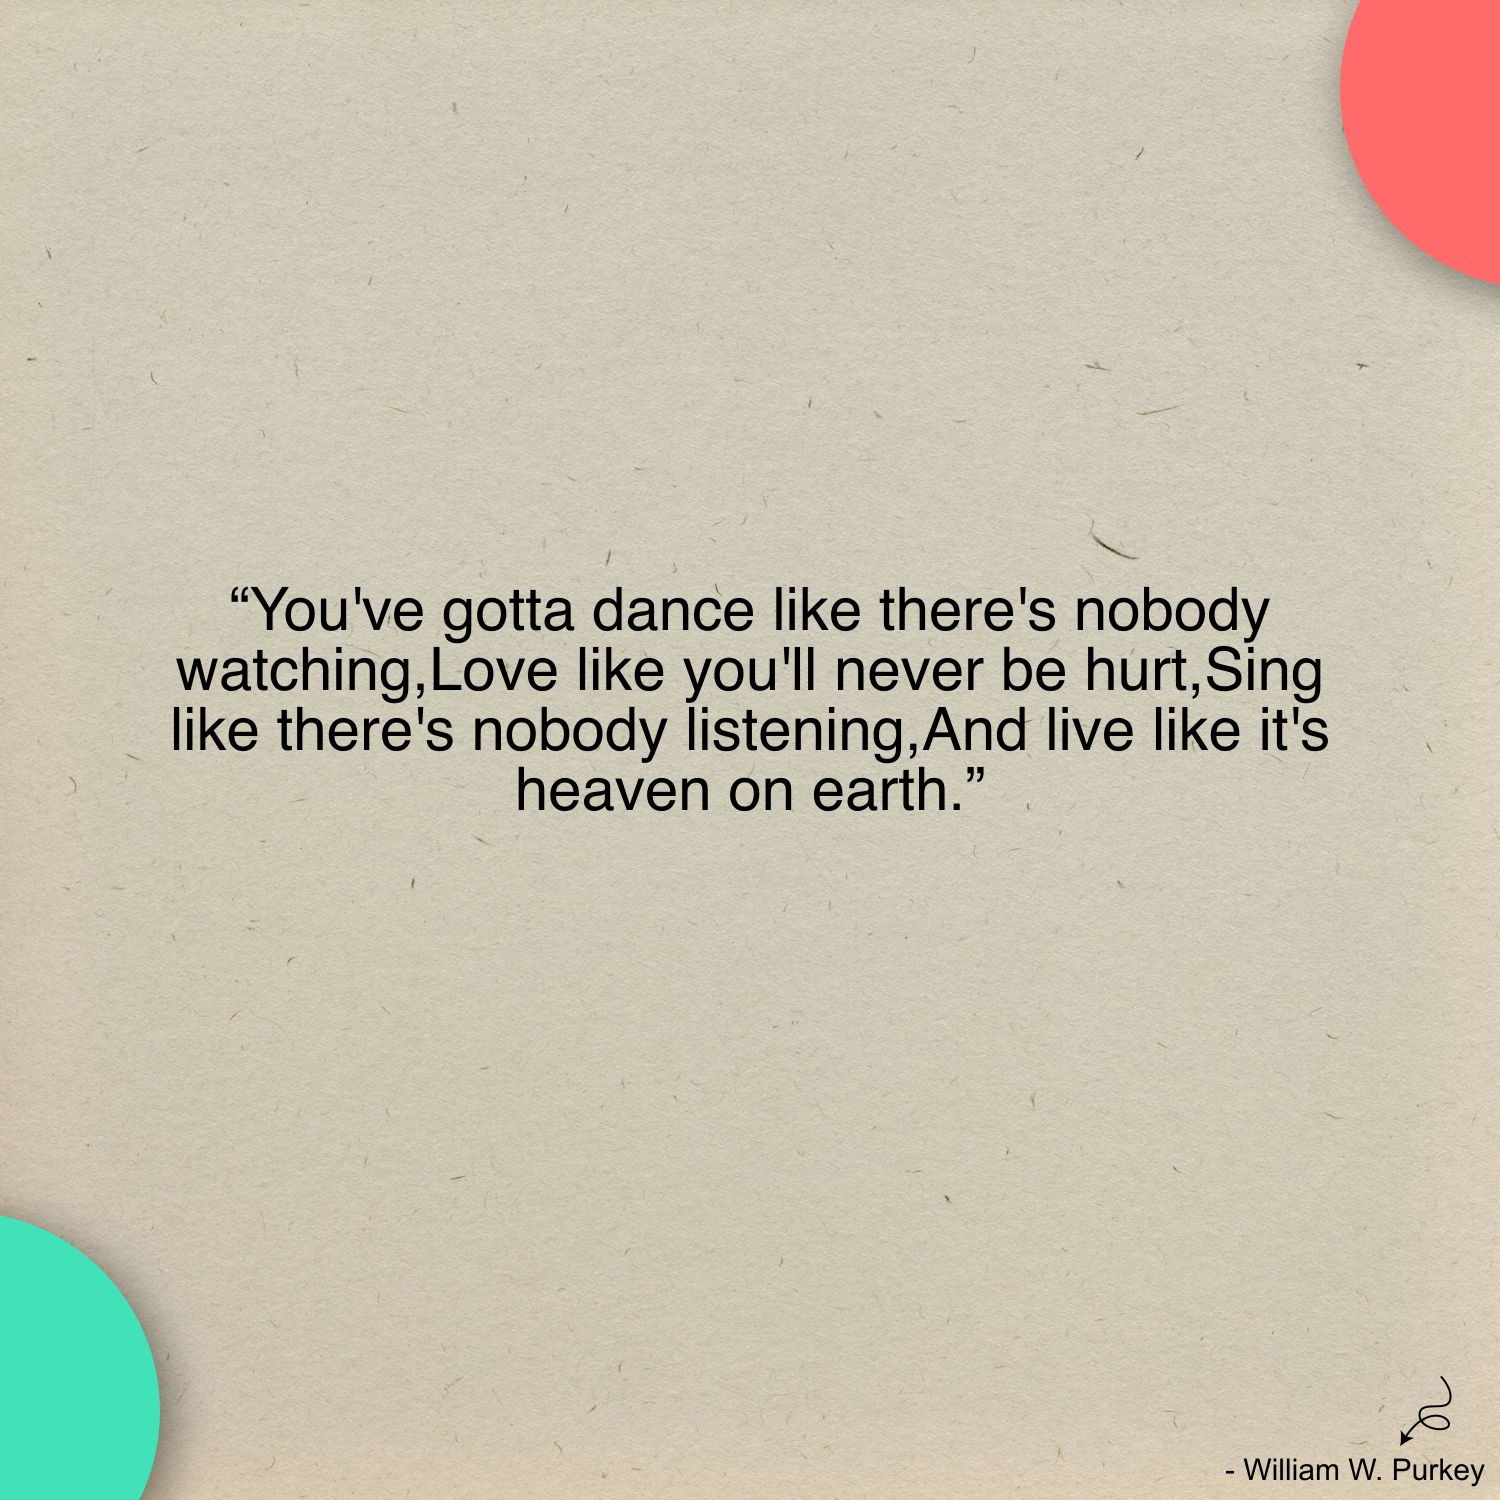 “You've gotta dance like there's nobody
watching,Love like you'll never be hurt,Sing
like there's nobody listening,And live like it's
heaven on earth.”
- William W. Purkey